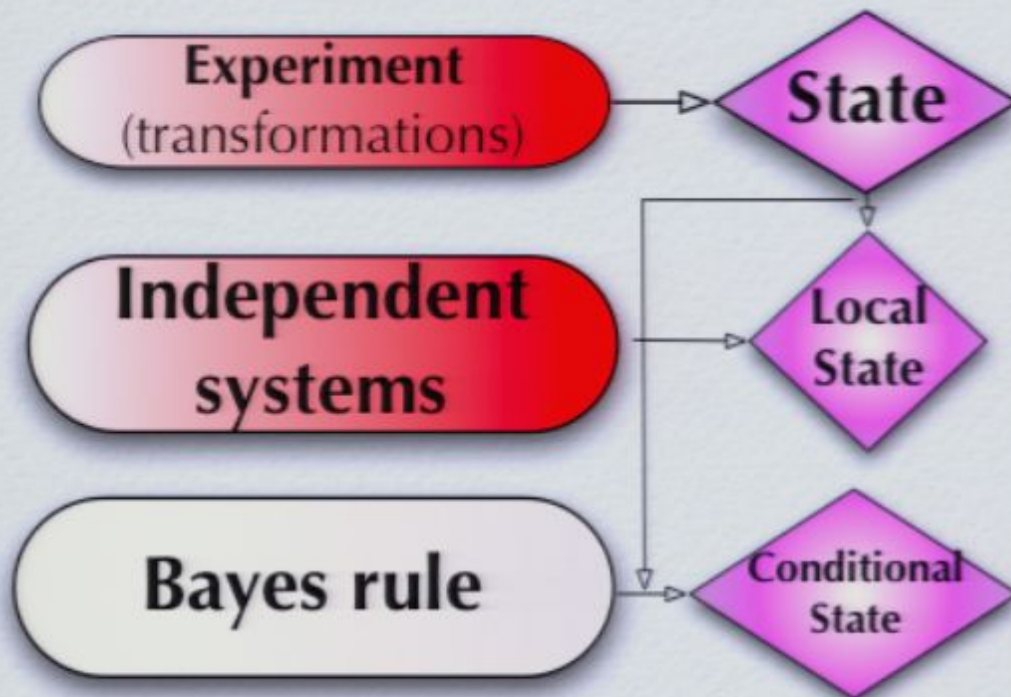 Experiment
(transformations)
State
Independent
systems
Local
State
Bayes rule
Conditional
State